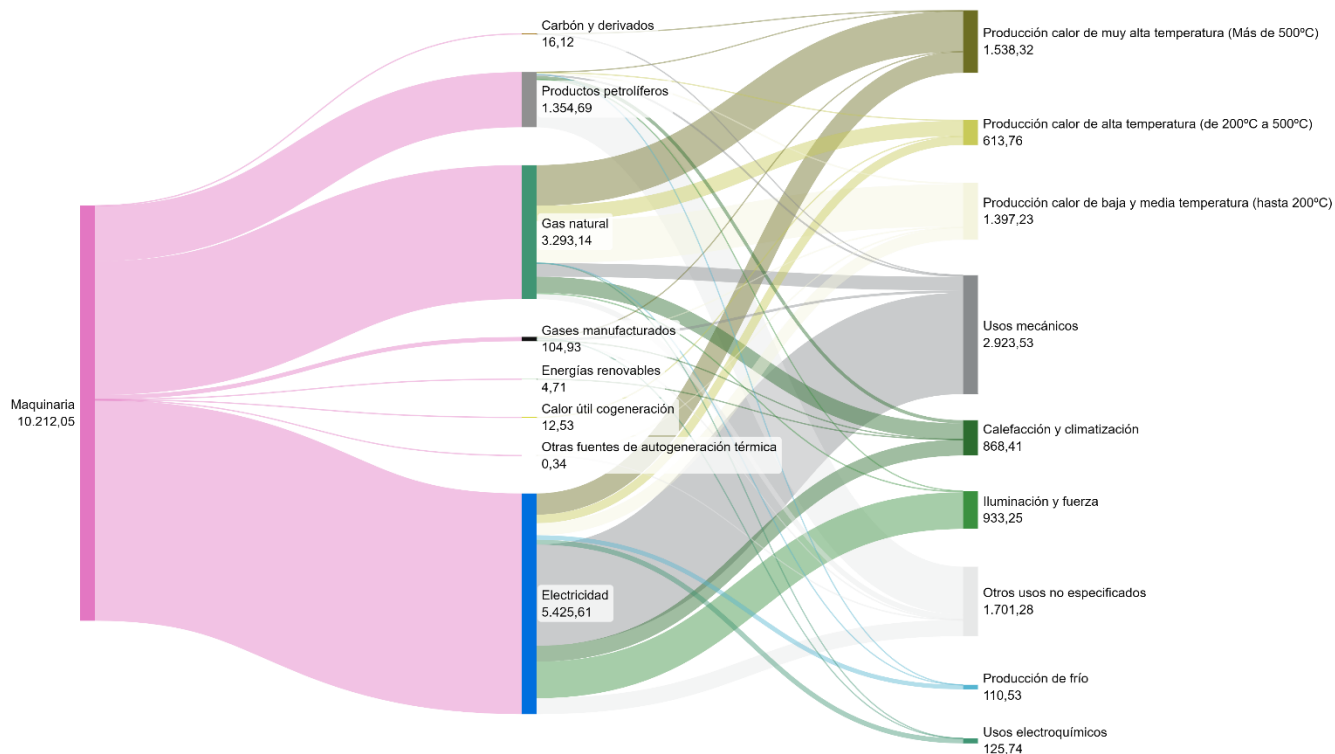 Maquinaria
10.212,05
Carbón y derivados
16,12
Productos petrolíferos
1.354,69
Gas natural
3.293,14
Gases manufacturados
104,93
Energías renovables
4,71
Calor útil cogeneración
12,53
Otras fuentes de autogeneración térmica
0,34
Electricidad
5.425,61
Producción calor de muy alta temperatura (Más de 500ºC)
1.538,32
Producción calor de alta temperatura (de 200ºC a 500ºC)
613,76
Producción calor de baja y media temperatura (hasta 200ºC)
1.397,23
Usos mecánicos
2.923,53
Calefacción y climatización
868,41
Iluminación y fuerza
933,25
Otros usos no especificados
1.701,28
Producción de frío
110,53
Usos electroquímicos
125,74